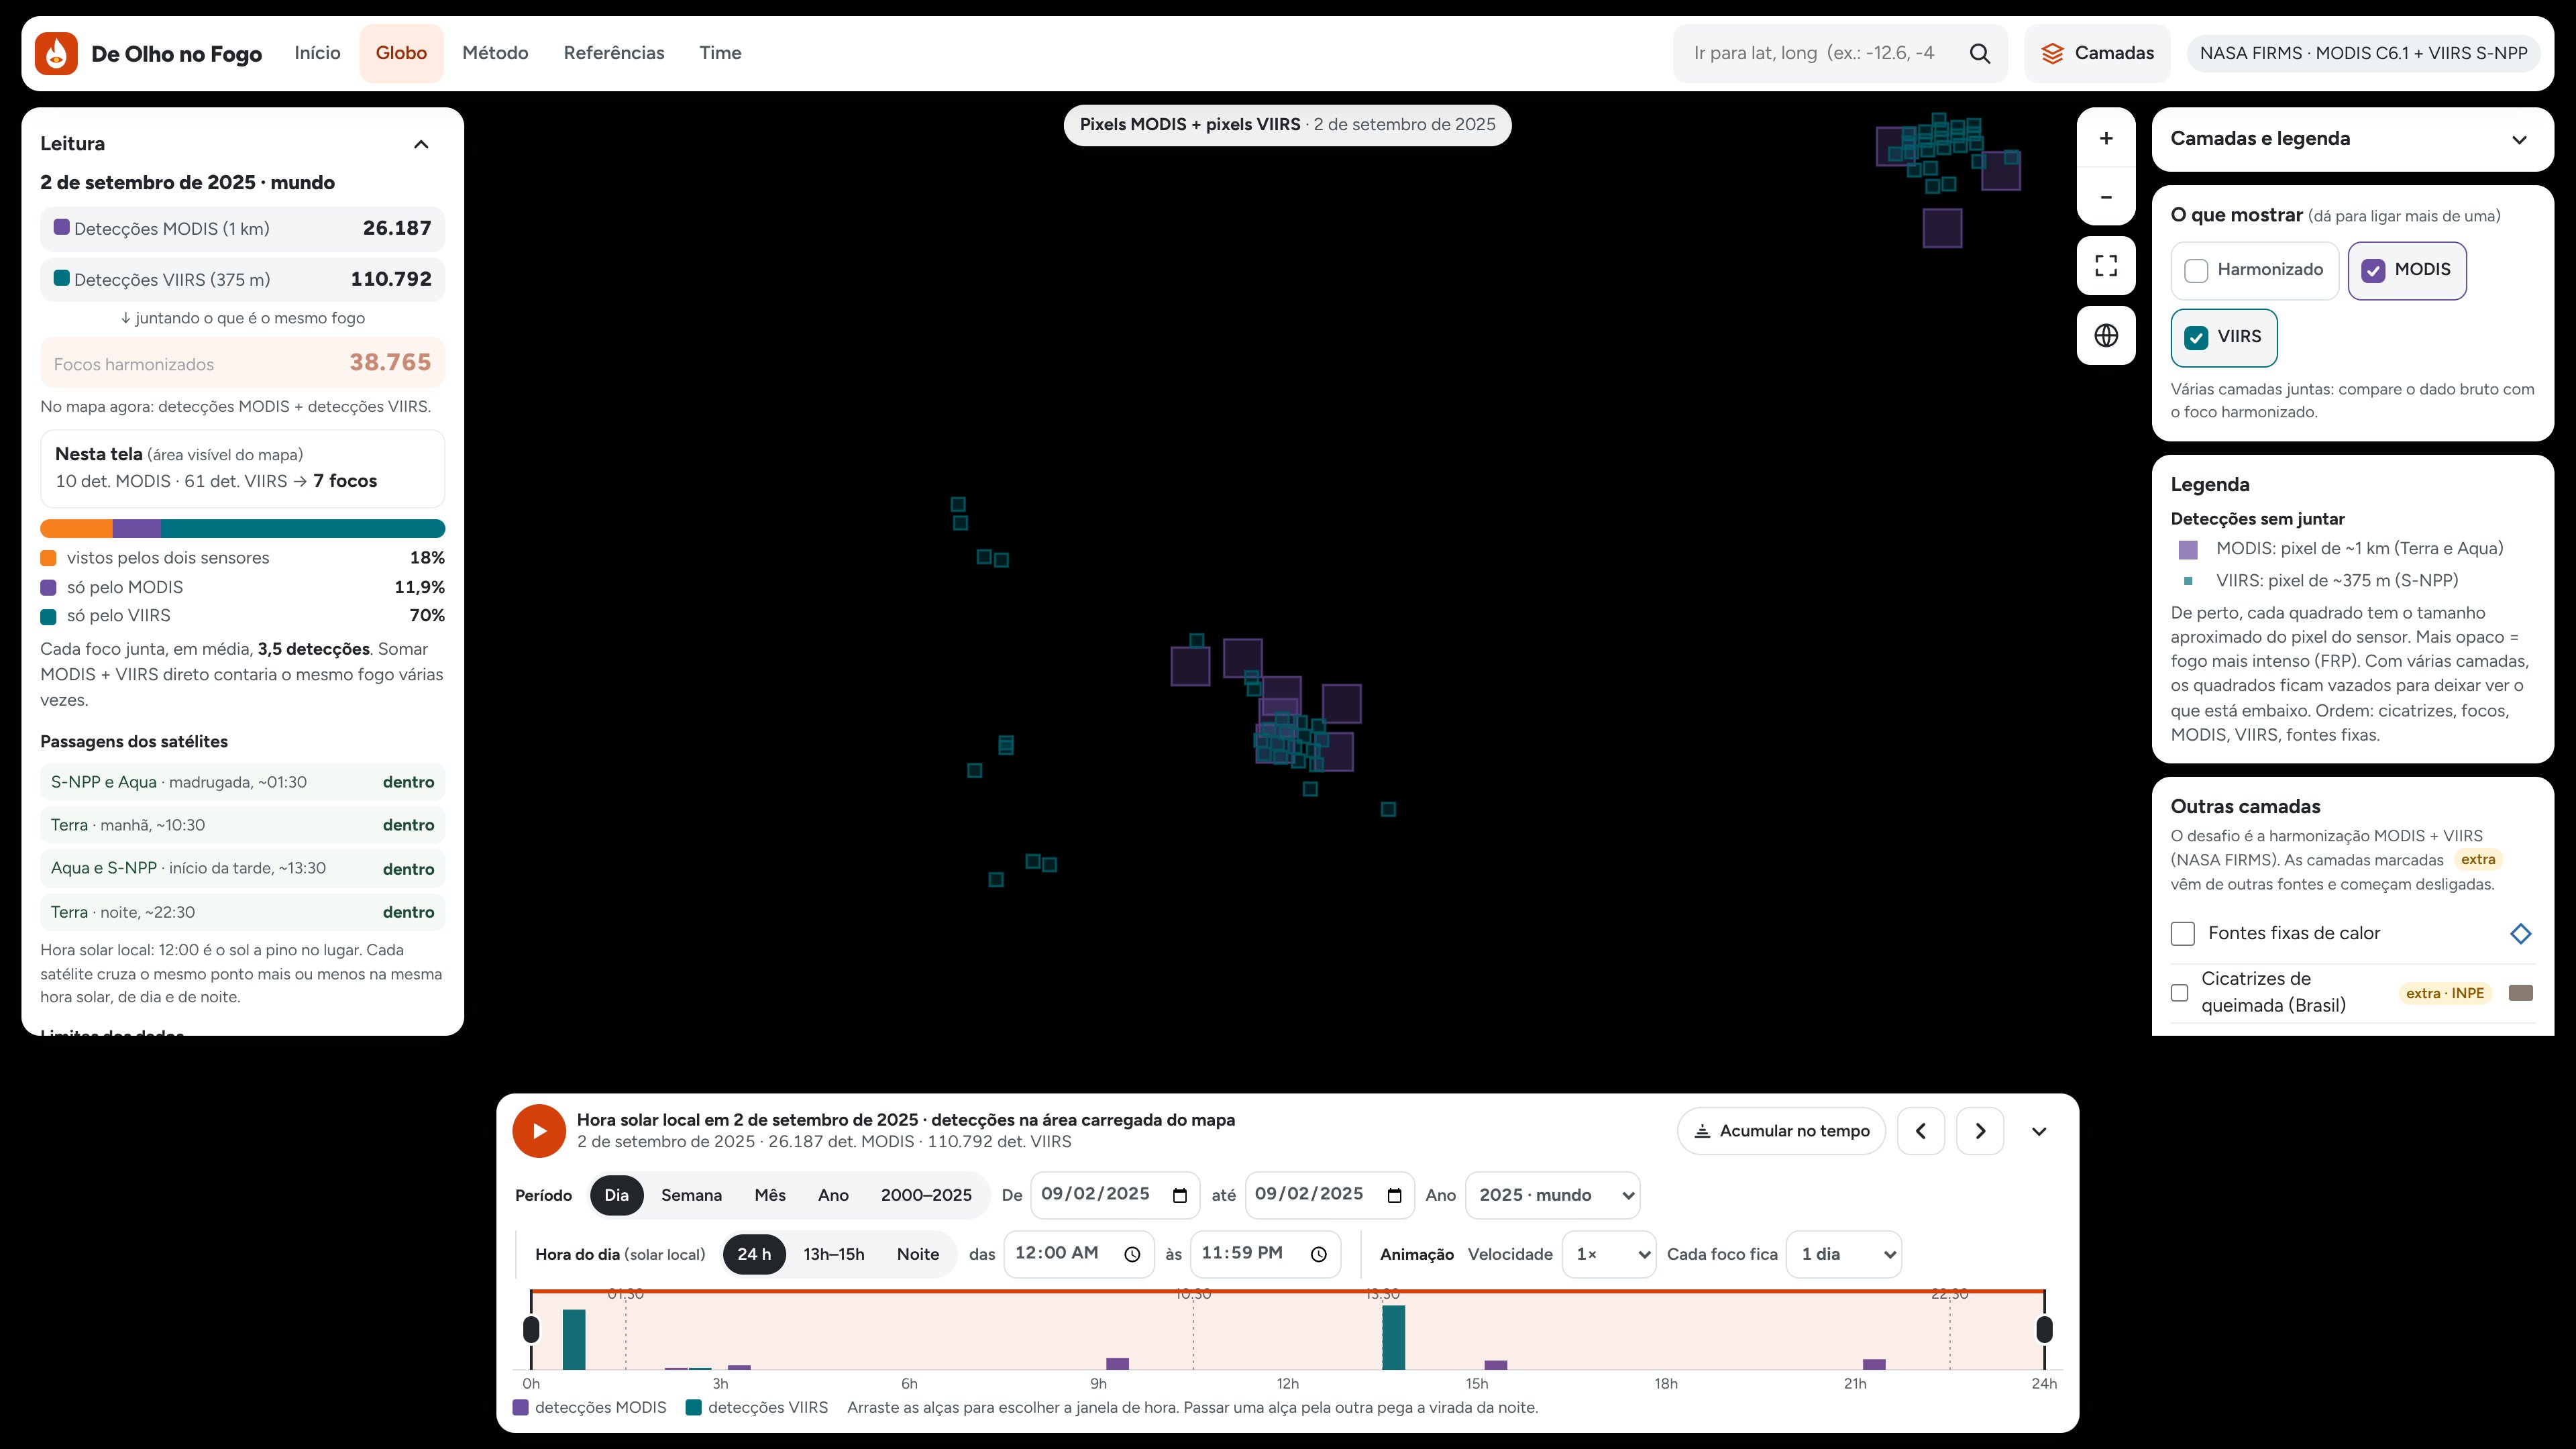 De Olho no Fogo
Início
Globo
Método
Referências
Time
Ir para lat, long (ex.: -12.6, -4
Camadas
NASA FIRMS · MODIS C6.1 + VIIRS S-NPP
Leitura
2 de setembro de 2025 · mundo
Detecções MODIS (1 km) 26.187
Detecções VIIRS (375 m) 110.792
↓ juntando o que é o mesmo fogo
Focos harmonizados 38.765
No mapa agora: detecções MODIS + detecções VIIRS.
Nesta tela (área visível do mapa)
10 det. MODIS · 61 det. VIIRS → 7 focos
vistos pelos dois sensores 18%
só pelo MODIS 11,9%
só pelo VIIRS 70%
Cada foco junta, em média, 3,5 detecções. Somar
MODIS + VIIRS direto contaria o mesmo fogo várias
vezes.
Passagens dos satélites
S-NPP e Aqua · madrugada, ~01:30 dentro
Terra · manhã, ~10:30 dentro
Aqua e S-NPP · início da tarde, ~13:30 dentro
Terra · noite, ~22:30 dentro
Hora solar local: 12:00 é o sol a pino no lugar. Cada
satélite cruza o mesmo ponto mais ou menos na mesma
hora solar, de dia e de noite.
Limites dos dados
Pixels MODIS + pixels VIIRS · 2 de setembro de 2025
+
−
Camadas e legenda
O que mostrar (dá para ligar mais de uma)
Harmonizado
MODIS
VIIRS
Várias camadas juntas: compare o dado bruto com
o foco harmonizado.
Legenda
Detecções sem juntar
MODIS: pixel de ~1 km (Terra e Aqua)
VIIRS: pixel de ~375 m (S-NPP)
De perto, cada quadrado tem o tamanho
aproximado do pixel do sensor. Mais opaco =
fogo mais intenso (FRP). Com várias camadas,
os quadrados ficam vazados para deixar ver o
que está embaixo. Ordem: cicatrizes, focos,
MODIS, VIIRS, fontes fixas.
Outras camadas
O desafio é a harmonização MODIS + VIIRS
(NASA FIRMS). As camadas marcadas extra
vêm de outras fontes e começam desligadas.
Fontes fixas de calor
Cicatrizes de
queimada (Brasil)
extra · INPE
Hora solar local em 2 de setembro de 2025 · detecções na área carregada do mapa
2 de setembro de 2025 · 26.187 det. MODIS · 110.792 det. VIIRS
Acumular no tempo
Período Dia Semana Mês Ano 2000–2025 De 09/02/2025 até 09/02/2025 Ano 2025 · mundo
Hora do dia (solar local) 24 h 13h–15h Noite das 12:00 AM às 11:59 PM Animação Velocidade 1× Cada foco fica 1 dia
01:30 10:30 13:30 22:30
0h 3h 6h 9h 12h 15h 18h 21h 24h
detecções MODIS detecções VIIRS Arraste as alças para escolher a janela de hora. Passar uma alça pela outra pega a virada da noite.